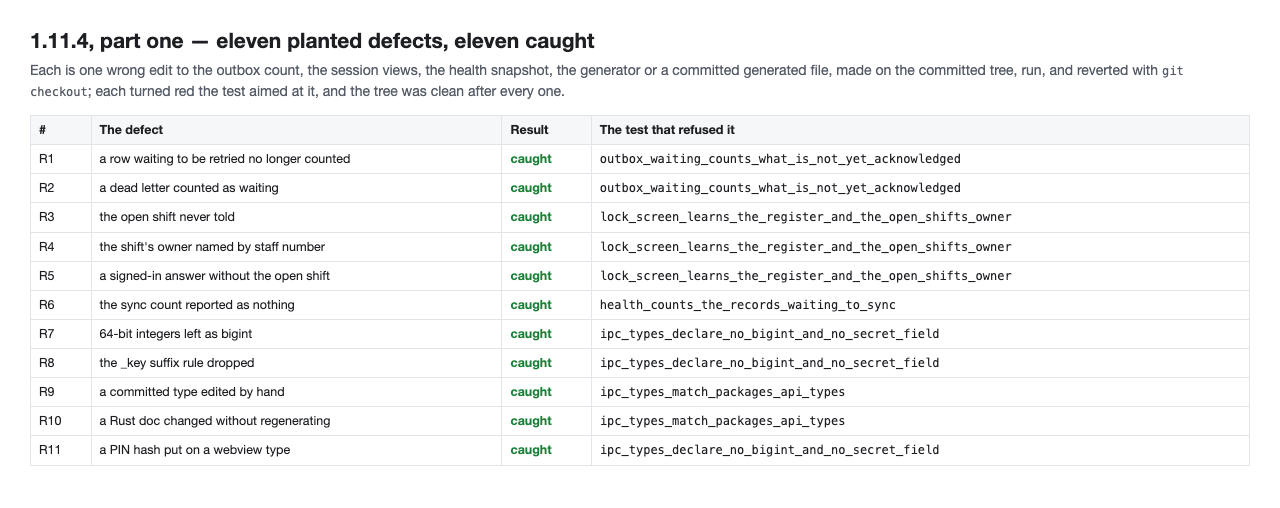 1.11.4, part one — eleven planted defects, eleven caught
Each is one wrong edit to the outbox count, the session views, the health snapshot, the generator or a committed generated file, made on the committed tree, run, and reverted with git
checkout; each turned red the test aimed at it, and the tree was clean after every one.
# The defect Result The test that refused it
R1 a row waiting to be retried no longer counted caught outbox_waiting_counts_what_is_not_yet_acknowledged
R2 a dead letter counted as waiting caught outbox_waiting_counts_what_is_not_yet_acknowledged
R3 the open shift never told caught lock_screen_learns_the_register_and_the_open_shifts_owner
R4 the shift's owner named by staff number caught lock_screen_learns_the_register_and_the_open_shifts_owner
R5 a signed-in answer without the open shift caught lock_screen_learns_the_register_and_the_open_shifts_owner
R6 the sync count reported as nothing caught health_counts_the_records_waiting_to_sync
R7 64-bit integers left as bigint caught ipc_types_declare_no_bigint_and_no_secret_field
R8 the _key suffix rule dropped caught ipc_types_declare_no_bigint_and_no_secret_field
R9 a committed type edited by hand caught ipc_types_match_packages_api_types
R10 a Rust doc changed without regenerating caught ipc_types_match_packages_api_types
R11 a PIN hash put on a webview type caught ipc_types_declare_no_bigint_and_no_secret_field